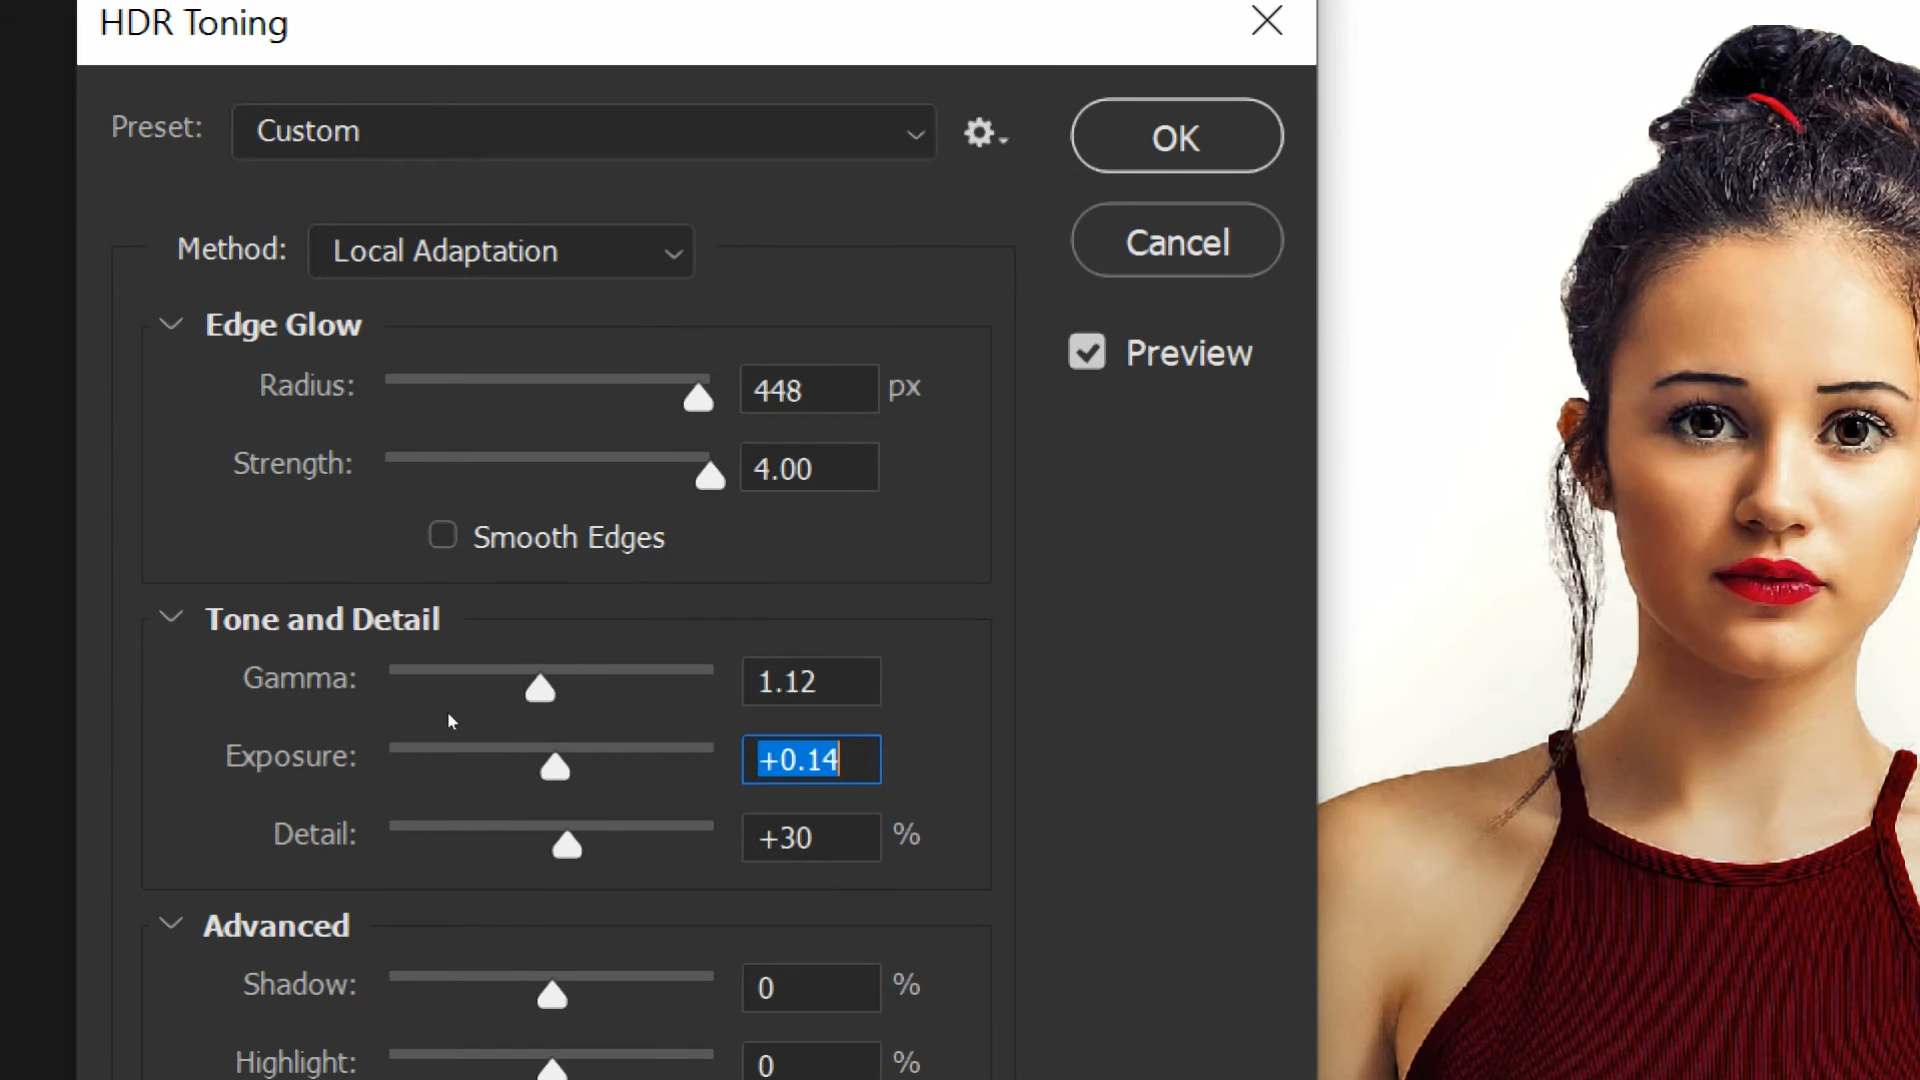 HDR Toning
Preset: Custom
OK
Method: Local Adaptation
Cancel
Edge Glow
Preview
Radius: 448 px
Strength: 4.00
Smooth Edges
Tone and Detail
Gamma: 1.12
Exposure: +0.14
Detail: +30 %
Advanced
Shadow: 0 %
Highlight: 0 %